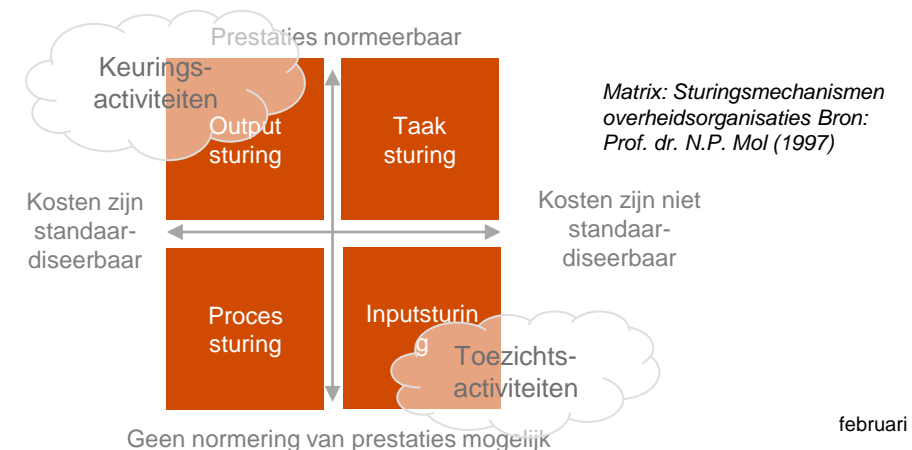 Prestaties normeerbaar
Keurings-
activiteiten
Output
sturing
Taak
sturing
Matrix: Sturingsmechanismen
overheidsorganisaties Bron:
Prof. dr. N.P. Mol (1997)
Kosten zijn
standaar-
diseerbaar
Kosten zijn niet
standaar-
diseerbaar
Proces
sturing
Inputsturin
g
Toezichts-
activiteiten
Geen normering van prestaties mogelijk
februari